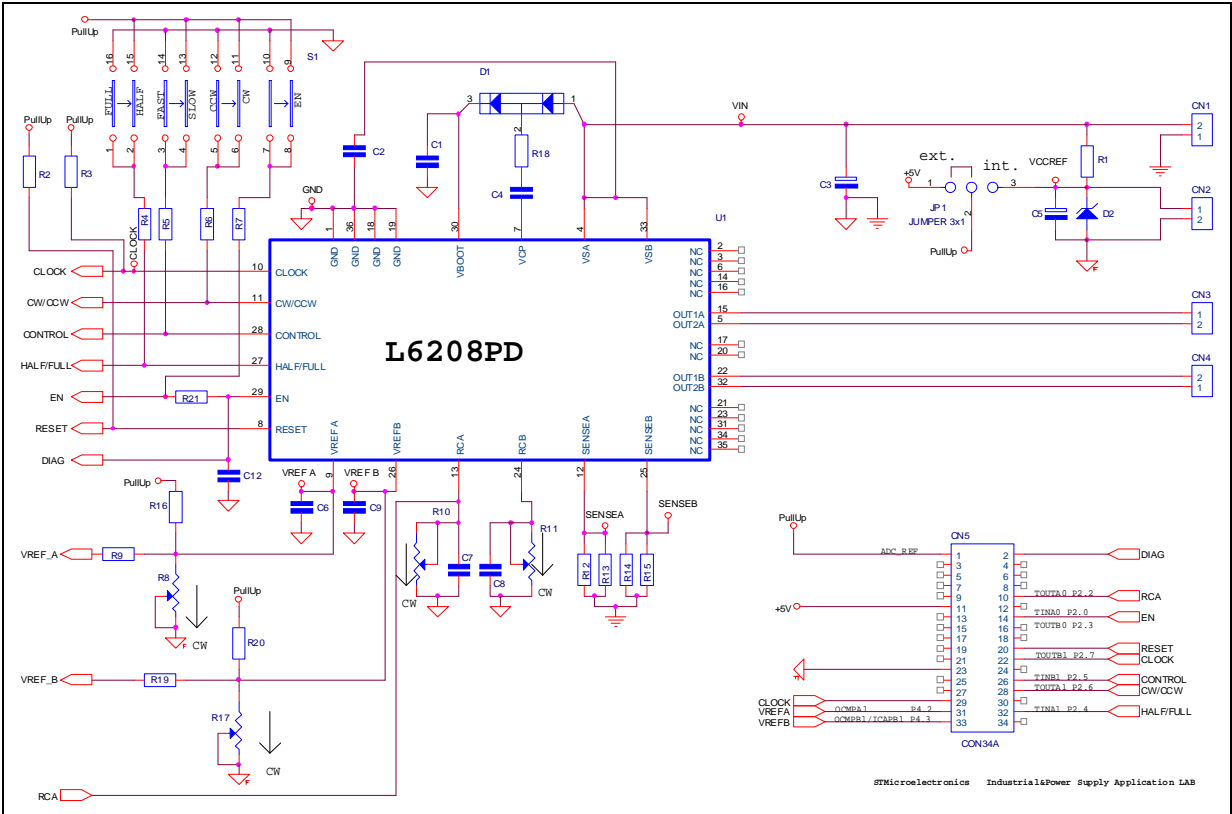 PullUp
16
15
14
13
12
11
10
9
S1
FULL
HALF
FAST
SLOW
CCW
CW
EN
1
2
3
4
5
6
7
8
PullUp
PullUp
R2
R3
R4
R5
R6
R7
CLOCK
D1
3
1
2
R18
C1
C2
C4
GND
VIN
C3
CN1
2
1
R1
ext.
int.
+5V
1
3
2
JP1
JUMPER 3x1
PullUp
VCCREF
C5
D2
F
CN2
1
2
U1
1
36
18
19
30
7
4
33
GND
GND
GND
GND
VBOOT
VCP
VSA
VSB
L6208PD
CLOCK
10
CLOCK
CW/CCW
11
CW/CCW
CONTROL
28
CONTROL
HALF/FULL
27
HALF/FULL
EN
R21
29
EN
RESET
8
RESET
DIAG
C12
NC
2
NC
3
NC
6
NC
14
NC
16
OUT1A
15
OUT2A
5
NC
17
NC
20
OUT1B
22
OUT2B
32
NC
21
NC
23
NC
31
NC
34
NC
35
CN3
1
2
CN4
2
1
VREF A
VREFB
RCA
RCB
SENSEA
SENSEB
9
26
13
24
12
25
VREF A
VREF B
C6
C9
R10
C7
CW
C8
R11
CW
SENSEA
SENSEB
R12
R13
R14
R15
PullUp
R16
VREF_A
R9
R8
CW
F
PullUp
R20
VREF_B
R19
R17
CW
F
RCA
PullUp
+5V
CN5
ADC_REF
1
2
DIAG
3
4
5
6
7
8
9
10
TOUTA0 P2.2
RCA
11
12
13
14
TINA0 P2.0
EN
15
16
TOUTB0 P2.3
17
18
19
20
RESET
21
22
TOUTB1 P2.7
CLOCK
23
24
25
26
TINB1 P2.5
CONTROL
27
28
TOUTA1 P2.6
CW/CCW
CLOCK
29
30
VREFA
OCMPA1 P4.2
31
32
TINA1 P2.4
HALF/FULL
VREFB
OCMPB1/ICAPB1 P4.3
33
34
CON34A
STMicroelectronics Industrial&Power Supply Application LAB